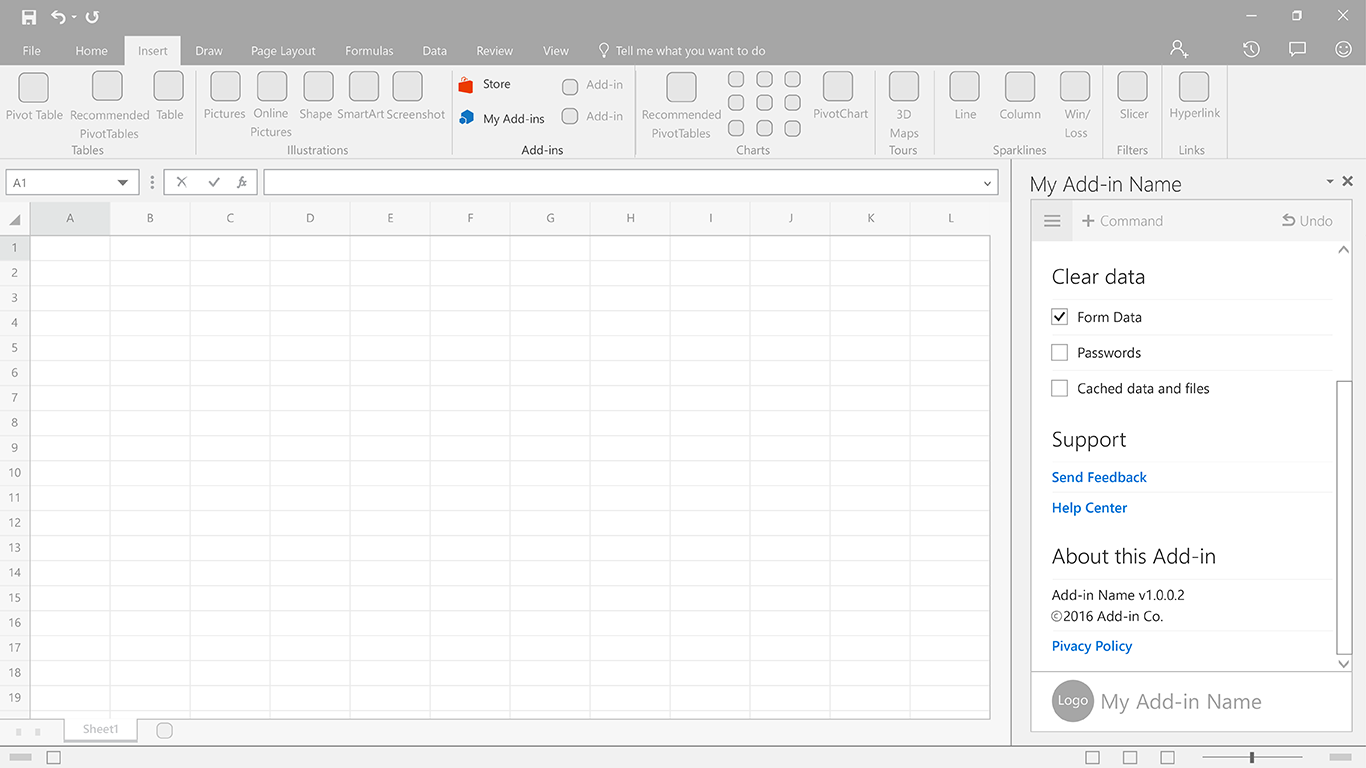 File Home Insert Draw Page Layout Formulas Data Review View Tell me what you want to do
Store Add-in
Pivot Table Recommended PivotTables Table Pictures Online Pictures Shape SmartArt Screenshot My Add-ins Add-in Recommended PivotTables PivotChart 3D Maps Line Column Win/Loss Slicer Hyperlink
Tables Illustrations Add-ins Charts Tours Sparklines Filters Links
A1 fx
My Add-in Name
A B C D E F G H I J K L
Command Undo
1
2
3
4
5
6
7
8
9
10
11
12
13
14
15
16
17
18
19
Clear data
Form Data
Passwords
Cached data and files
Support
Send Feedback
Help Center
About this Add-in
Add-in Name v1.0.0.2
©2016 Add-in Co.
Pivacy Policy
Logo My Add-in Name
Sheet1